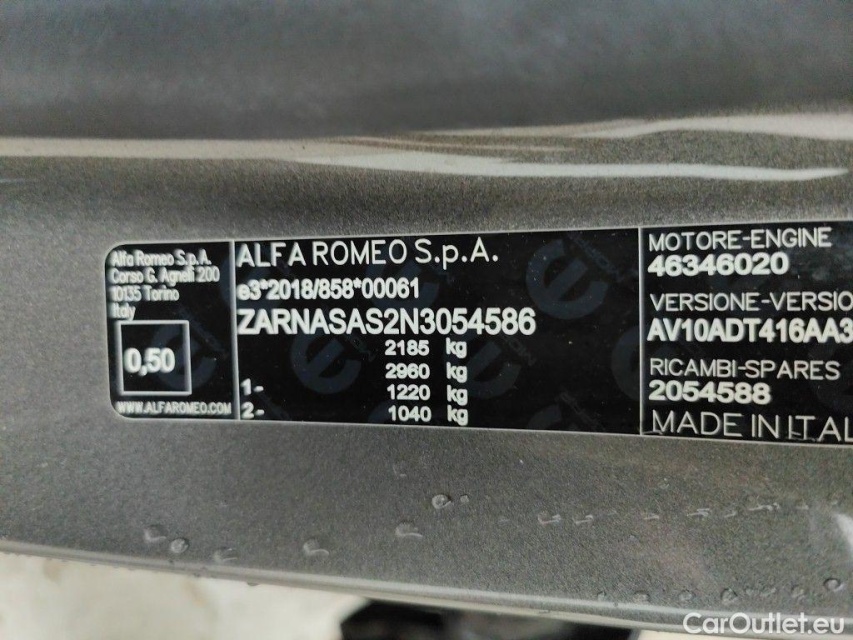 Alfa Romeo S.p.A.
Corso G. Agnelli 200
10135 Torino
Italy
0,50
WWW.ALFAROMEO.COM
ALFA ROMEO S.p.A.
e3*2018/858*00061
ZARNASAS2N3054586
2185 kg
2960 kg
1- 1220 kg
2- 1040 kg
MOTORE-ENGINE
46346020
VERSIONE-VERSIO
AV10ADT416AA3
RICAMBI-SPARES
2054588
MADE IN ITAL
CarOutlet.eu